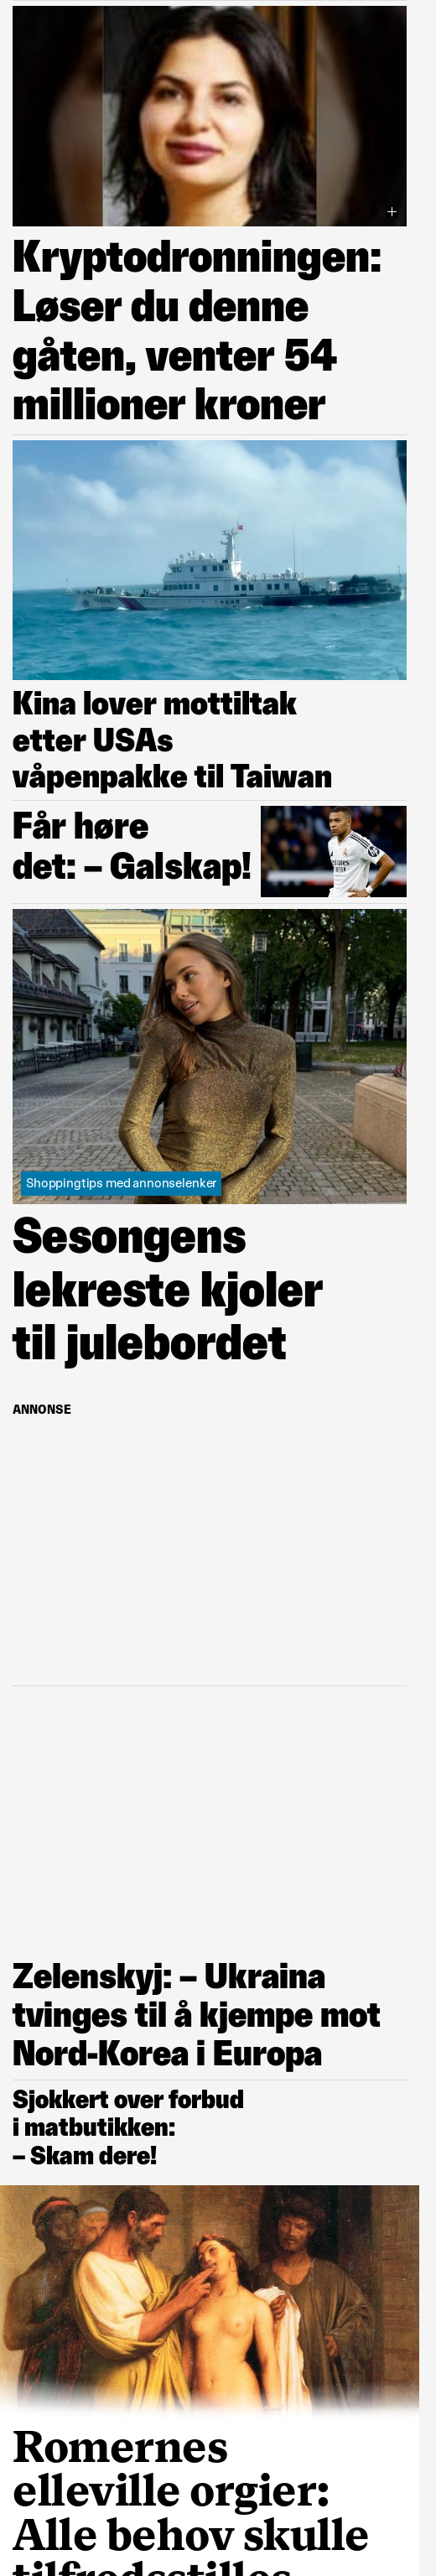 Kryptodronningen:
Løser du denne
gåten, venter 54
millioner kroner
Kina lover mottiltak
etter USAs
våpenpakke til Taiwan
Får høre
det: – Galskap!
Shoppingtips med annonselenker
Sesongens
lekreste kjoler
til julebordet
ANNONSE
Zelenskyj: – Ukraina
tvinges til å kjempe mot
Nord-Korea i Europa
Sjokkert over forbud
i matbutikken:
– Skam dere!
Romernes
elleville orgier:
Alle behov skulle
tilfredsstilles